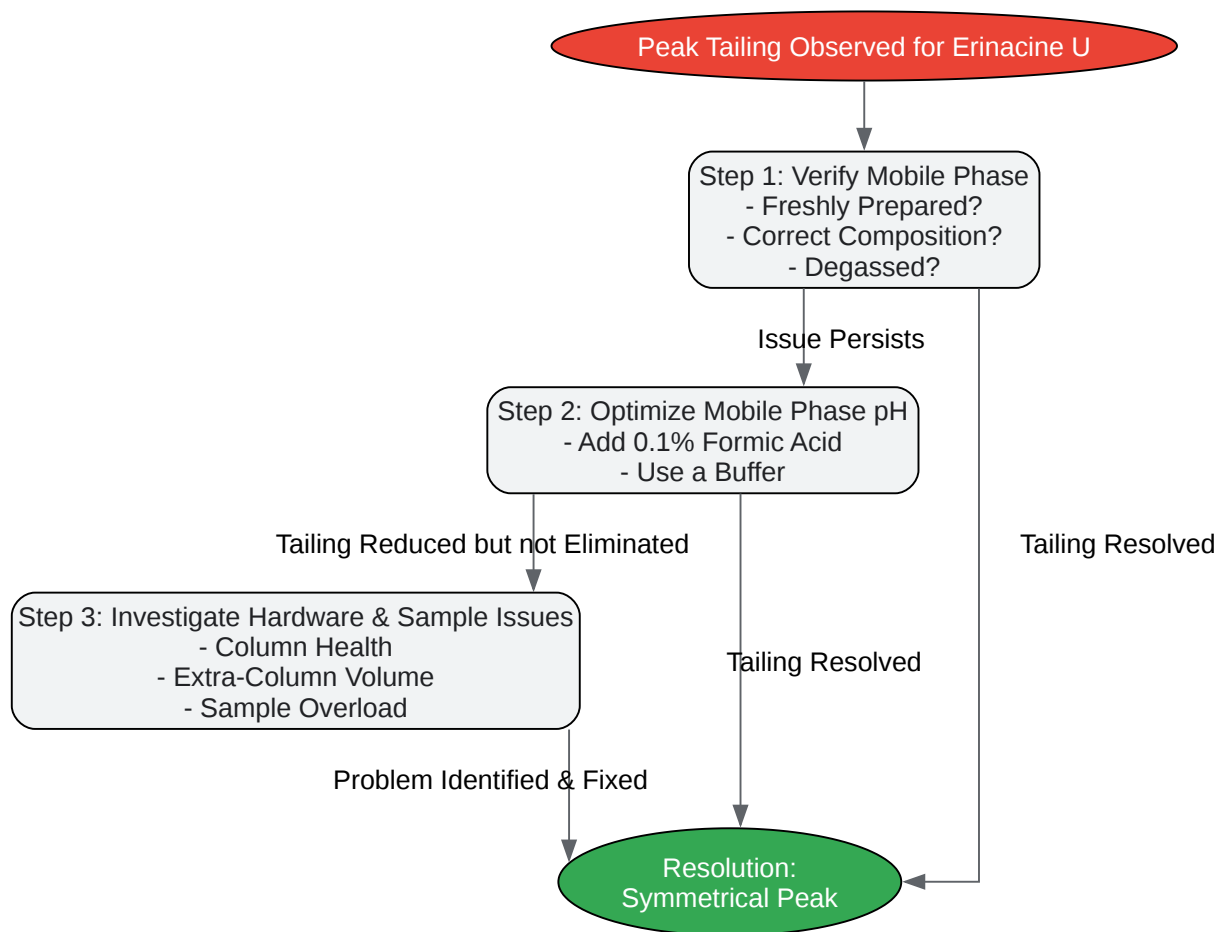 Peak Tailing Observed for Erinacine U
Step 1: Verify Mobile Phase
- Freshly Prepared?
- Correct Composition?
- Degassed?
Issue Persists
Step 2: Optimize Mobile Phase pH
- Add 0.1% Formic Acid
- Use a Buffer
Tailing Reduced but not Eliminated
Tailing Resolved
Step 3: Investigate Hardware & Sample Issues
- Column Health
- Extra-Column Volume
- Sample Overload
Tailing Resolved
Problem Identified & Fixed
Resolution:
Symmetrical Peak